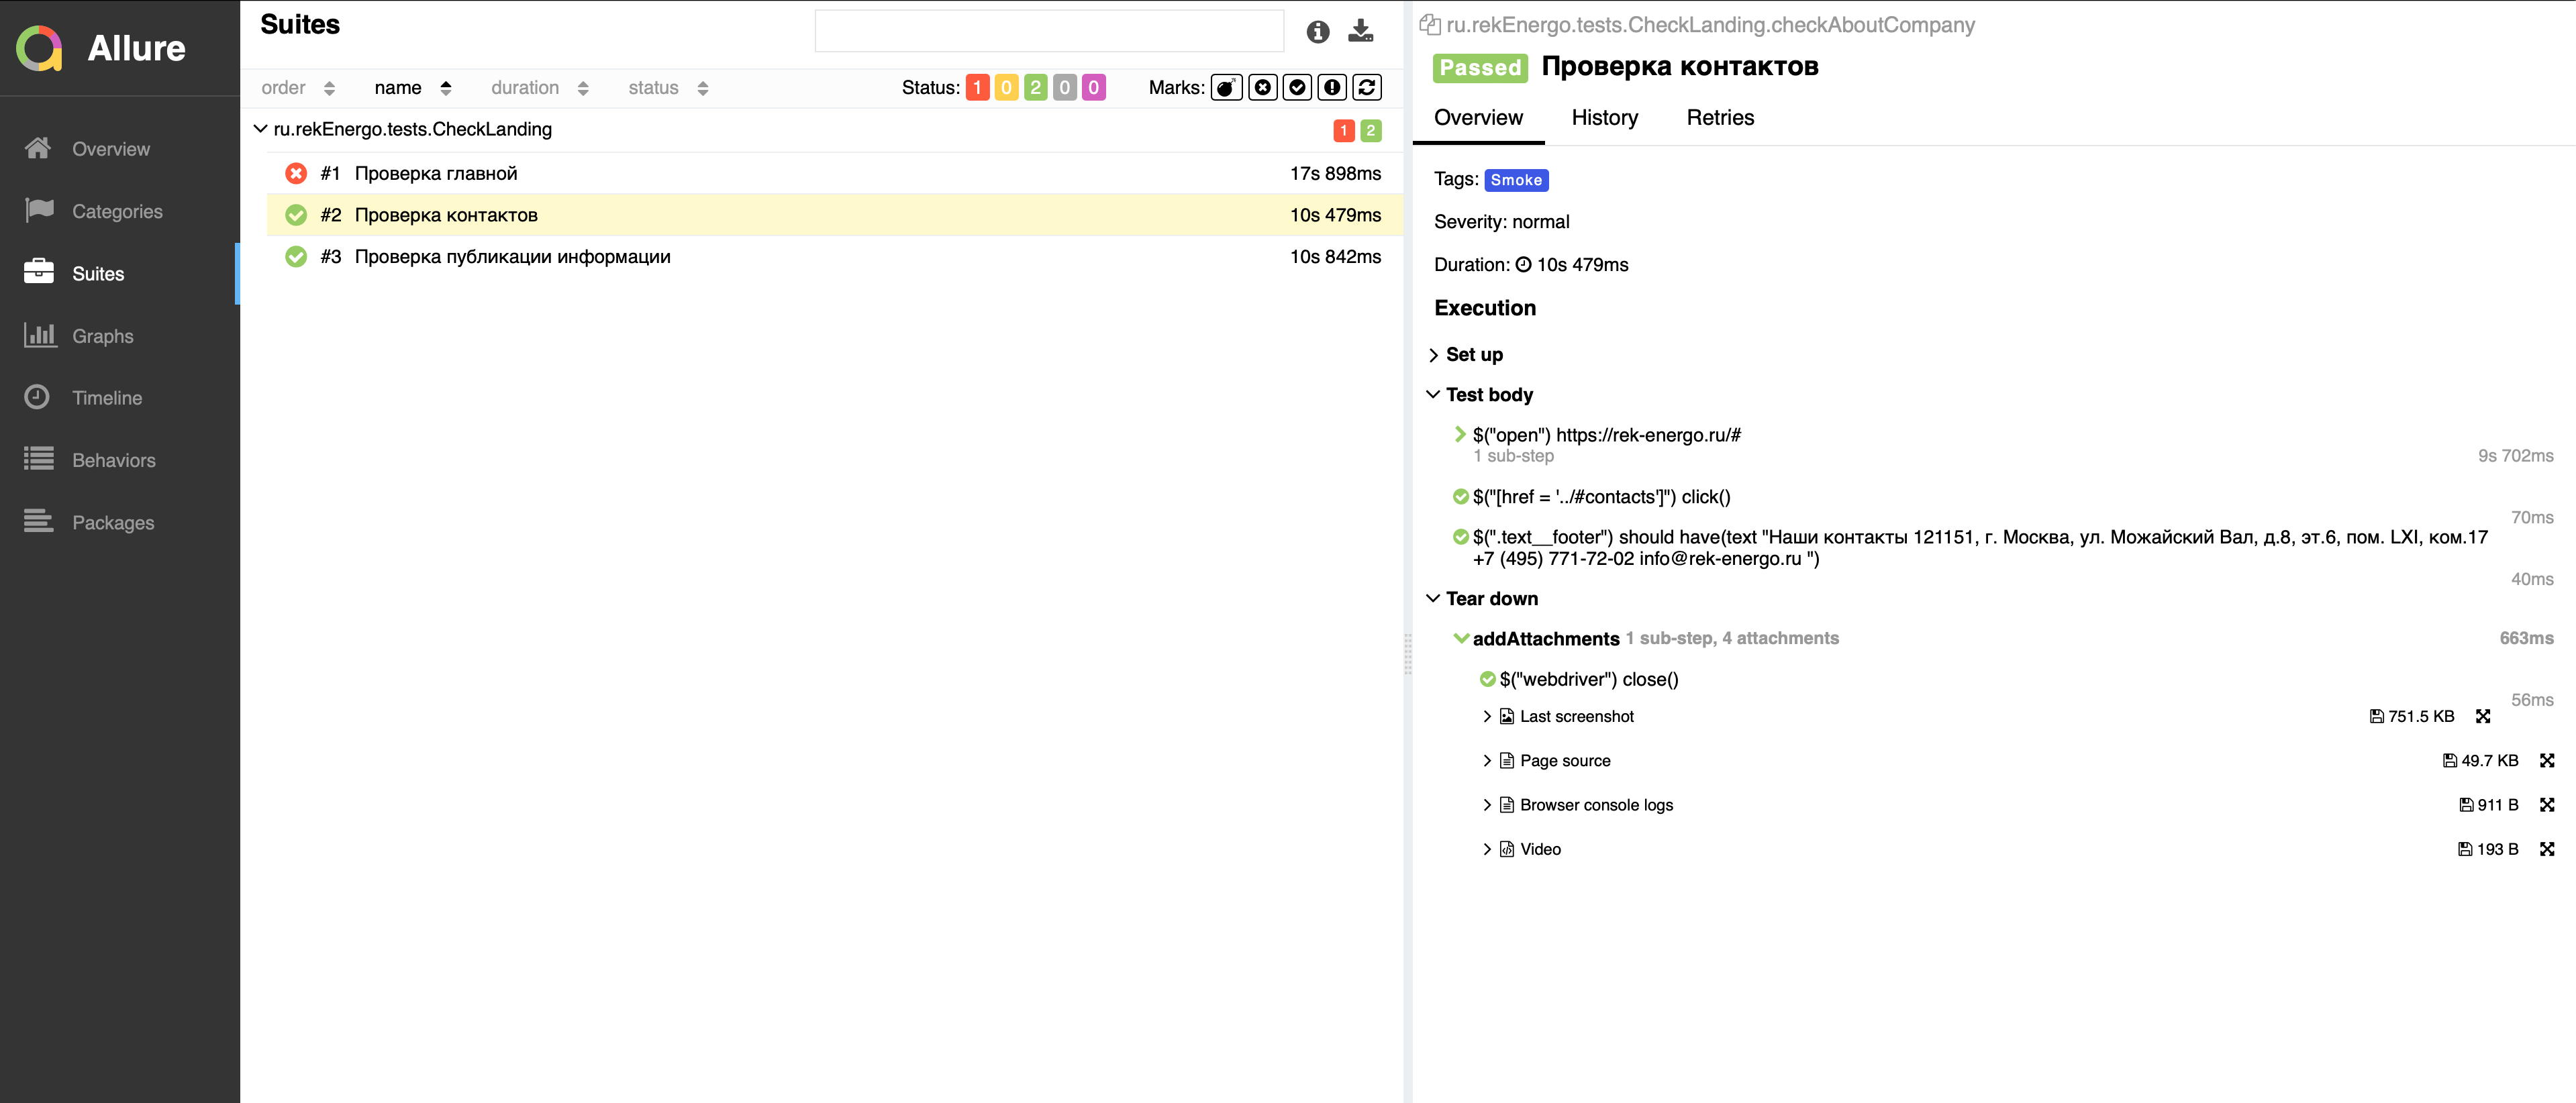 Allure
Overview
Categories
Suites
Graphs
Timeline
Behaviors
Packages
Suites
order name duration status Status: 1 0 2 0 0 Marks:
ru.rekEnergo.tests.CheckLanding 1 2
#1 Проверка главной 17s 898ms
#2 Проверка контактов 10s 479ms
#3 Проверка публикации информации 10s 842ms
ru.rekEnergo.tests.CheckLanding.checkAboutCompany
Passed Проверка контактов
Overview History Retries
Tags: Smoke
Severity: normal
Duration: 10s 479ms
Execution
Set up
Test body
$("open") https://rek-energo.ru/#
1 sub-step 9s 702ms
$("[href = '../#contacts']") click()
70ms
$(".text__footer") should have(text "Наши контакты 121151, г. Москва, ул. Можайский Вал, д.8, эт.6, пом. LXI, ком.17
+7 (495) 771-72-02 info@rek-energo.ru ")
40ms
Tear down
addAttachments 1 sub-step, 4 attachments 663ms
$("webdriver") close()
56ms
Last screenshot 751.5 KB
Page source 49.7 KB
Browser console logs 911 B
Video 193 B